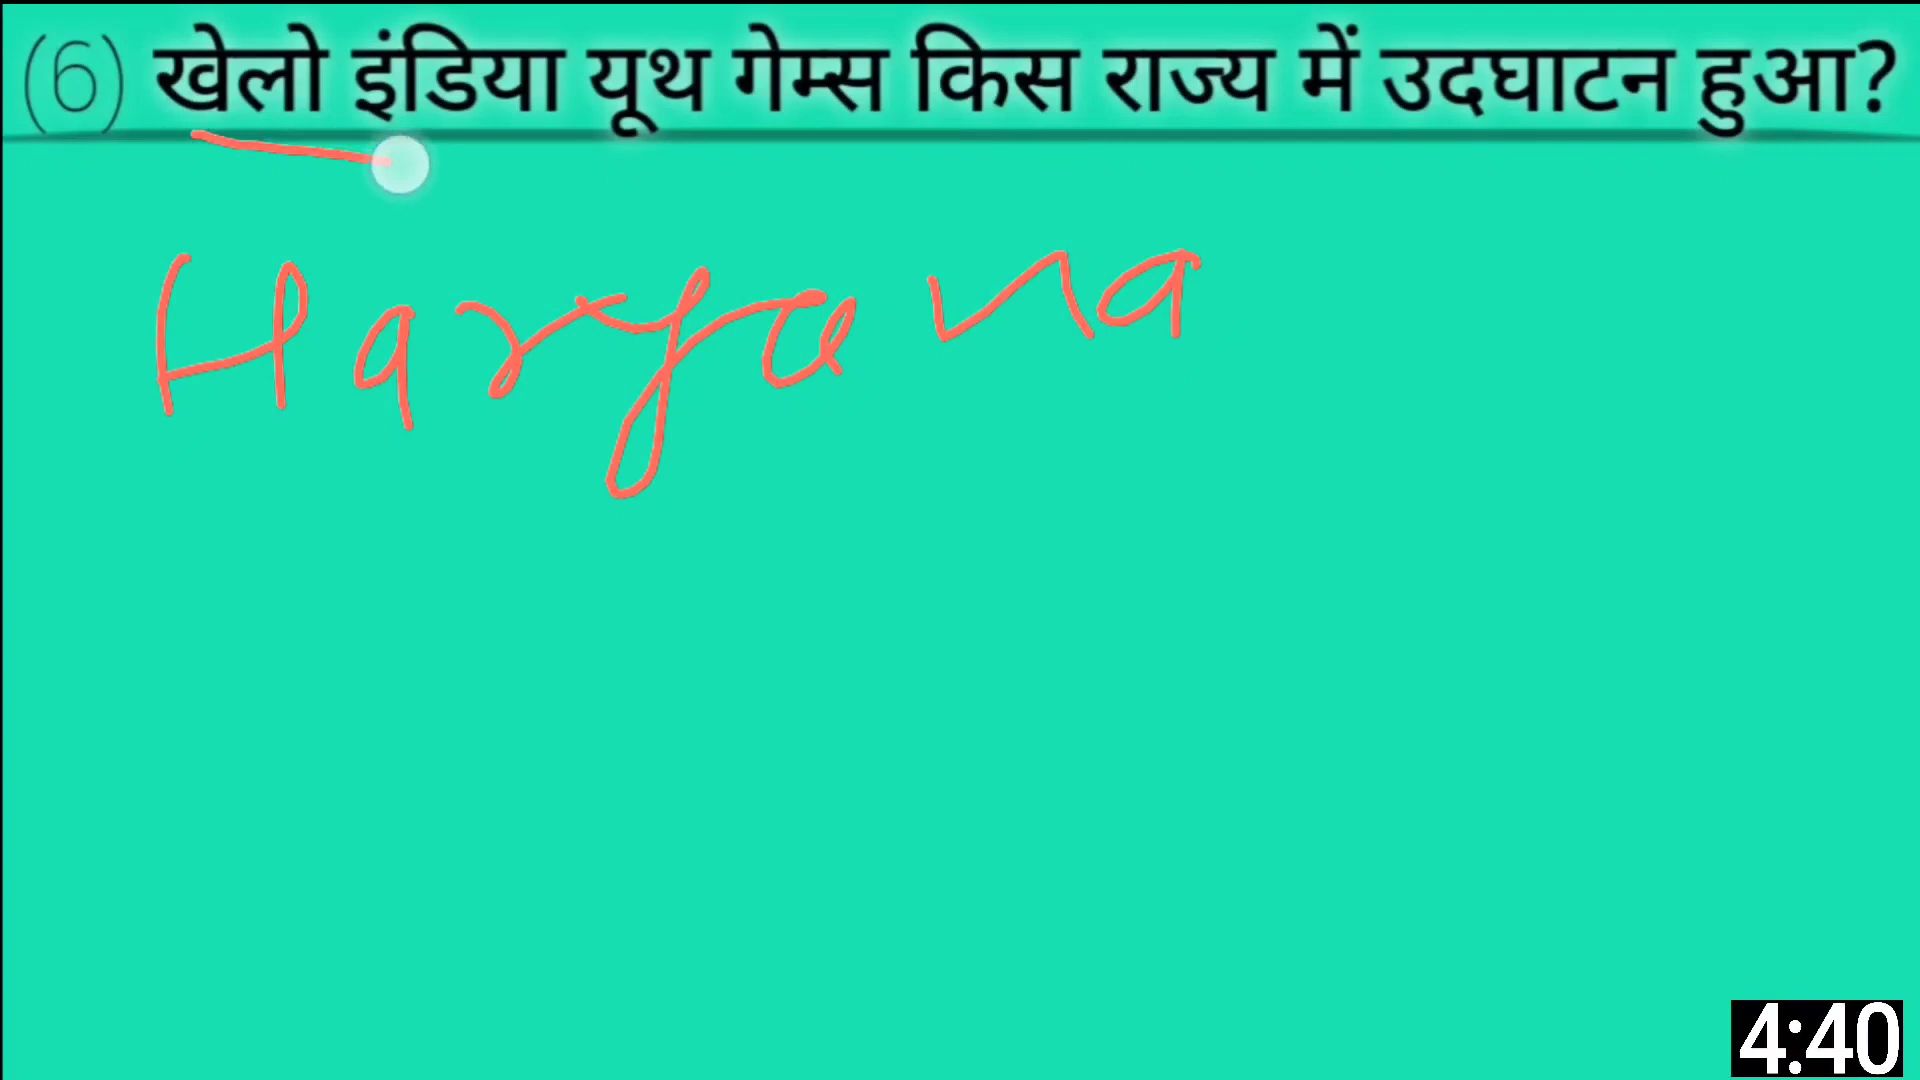 (6) खेलो इंडिया यूथ गेम्स किस राज्य में उदघाटन हुआ?
Haryana
4:40